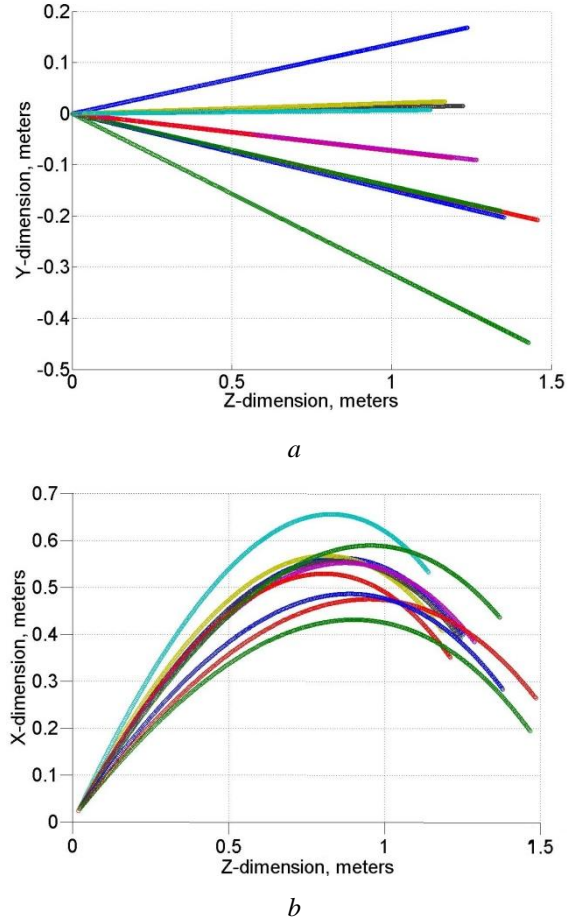 0.2
0.1
0
-0.1
-0.2
-0.3
-0.4
-0.5
Y-dimension, meters
0 0.5 1 1.5
Z-dimension, meters
a
0.7
0.6
0.5
0.4
0.3
0.2
0.1
0
X-dimension, meters
0 0.5 1 1.5
Z-dimension, meters
b